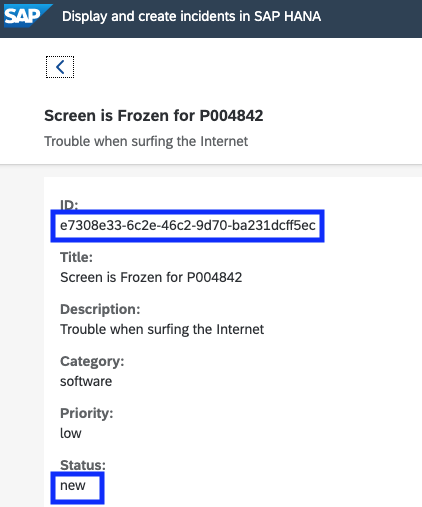 SAP Display and create incidents in SAP HANA
Screen is Frozen for P004842
Trouble when surfing the Internet
ID:
e7308e33-6c2e-46c2-9d70-ba231dcff5ec
Title:
Screen is Frozen for P004842
Description:
Trouble when surfing the Internet
Category:
software
Priority:
low
Status:
new